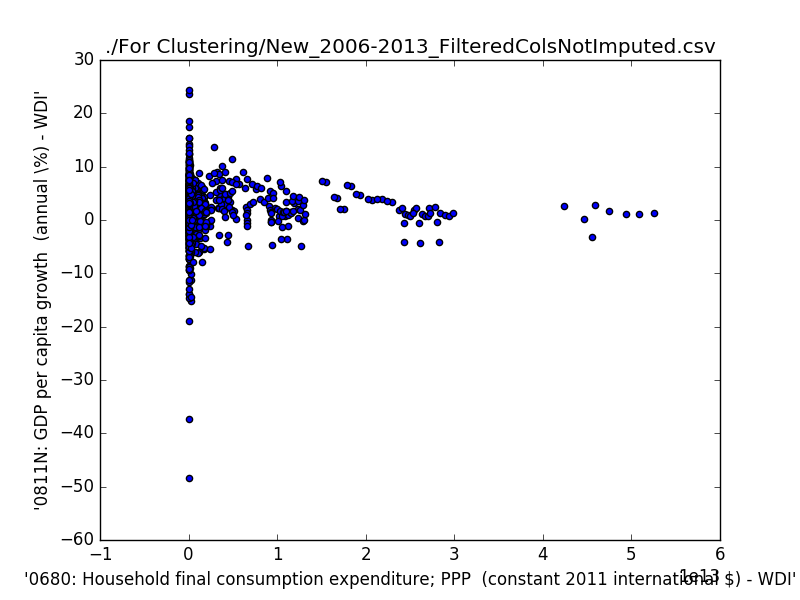 ./For Clustering/New_2006-2013_FilteredColsNotImputed.csv
30
20
10
0
−10
−20
−30
−40
−50
−60
'0811N: GDP per capita growth  (annual \%) - WDI'
−1 0 1 2 3 4 5 6
1e13
'0680: Household final consumption expenditure; PPP  (constant 2011 international $) - WDI'